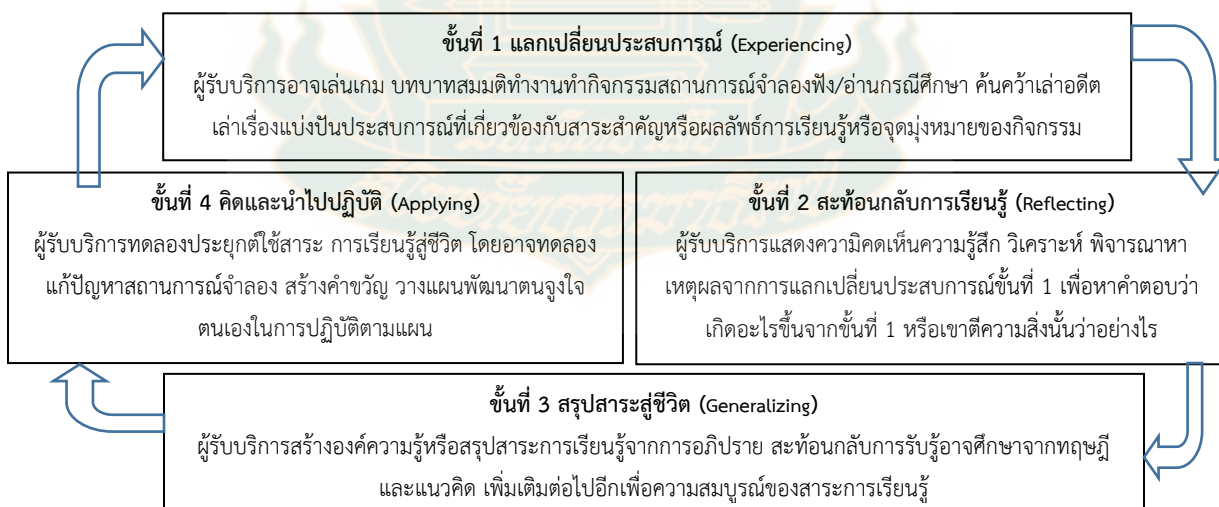 ขั้นที่ 1 แลกเปลี่ยนประสบการณ์ (Experiencing)
ผู้รับบริการอาจเล่นเกม บทบาทสมมติทำงานทำกิจกรรมสถานการณ์จำลองฟัง/อ่านกรณีศึกษา ค้นคว้าเล่าอดีต
เล่าเรื่องแบ่งปันประสบการณ์ที่เกี่ยวข้องกับสาระสำคัญหรือผลลัพธ์การเรียนรู้หรือจุดมุ่งหมายของกิจกรรม
ขั้นที่ 2 สะท้อนกลับการเรียนรู้ (Reflecting)
ผู้รับบริการแสดงความิคดเห็นความรู้สึก วิเคราะห์ พิจารณาหา
เหตุผลจากการแลกเปลี่ยนประสบการณ์ขั้นที่ 1 เพื่อหาคำตอบว่า
เกิดอะไรขึ้นจากขั้นที่ 1 หรือเขาตีความสิ่งนั้นว่าอย่างไร
ขั้นที่ 3 สรุปสาระสู่ชีวิต (Generalizing)
ผู้รับบริการสร้างองค์ความรู้หรือสรุปสาระการเรียนรู้จากการอภิปราย สะท้อนกลับการรับรู้อาจศึกษาจากทฤษฎี
และแนวคิด เพิ่มเติมต่อไปอีกเพื่อความสมบูรณ์ของสาระการเรียนรู้
ขั้นที่ 4 คิดและนำไปปฏิบัติ (Applying)
ผู้รับบริการทดลองประยุกต์ใช้สาระ การเรียนรู้สู่ชีวิต โดยอาจทดลอง
แก้ปัญหาสถานการณ์จำลอง สร้างคำขวัญ วางแผนพัฒนาตนจูงใจ
ตนเองในการปฏิบัติตามแผน